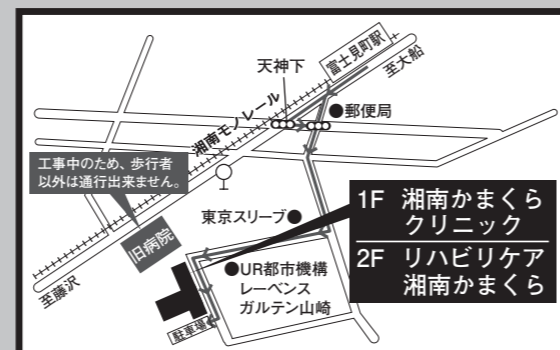 富士見町駅
至大船
天神下
●郵便局
湘南モノレール
工事中のため、歩行者
以外は通行出来ません。
東京スリーブ●
旧病院
至藤沢
1F 湘南かまくら
クリニック
2F リハビリケア
湘南かまくら
●UR都市機構
レーベンス
ガルテン山崎
駐車場